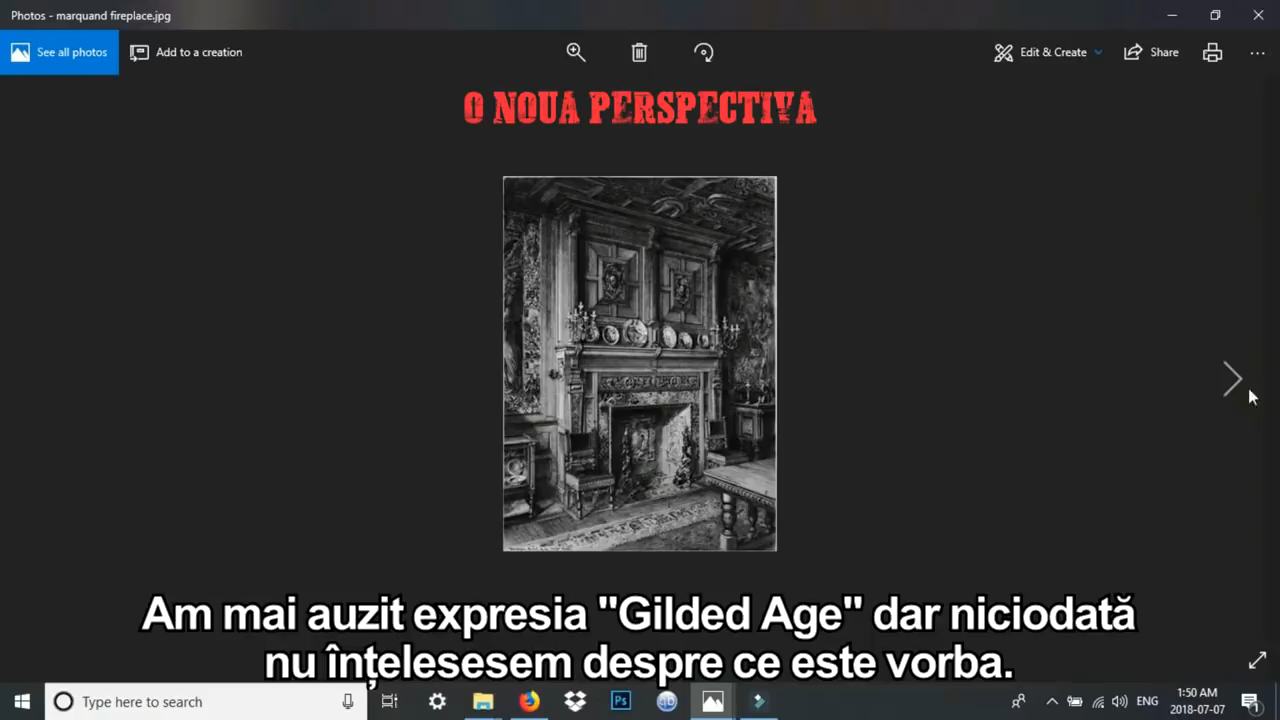 Photos - marquand fireplace.jpg
See all photos
Add to a creation
Edit & Create
Share
O NOUA PERSPECTIVA
Am mai auzit expresia "Gilded Age" dar niciodată
nu înțelesesem despre ce este vorba.
Type here to search
Ps
ENG
1:50 AM
2018-07-07
1